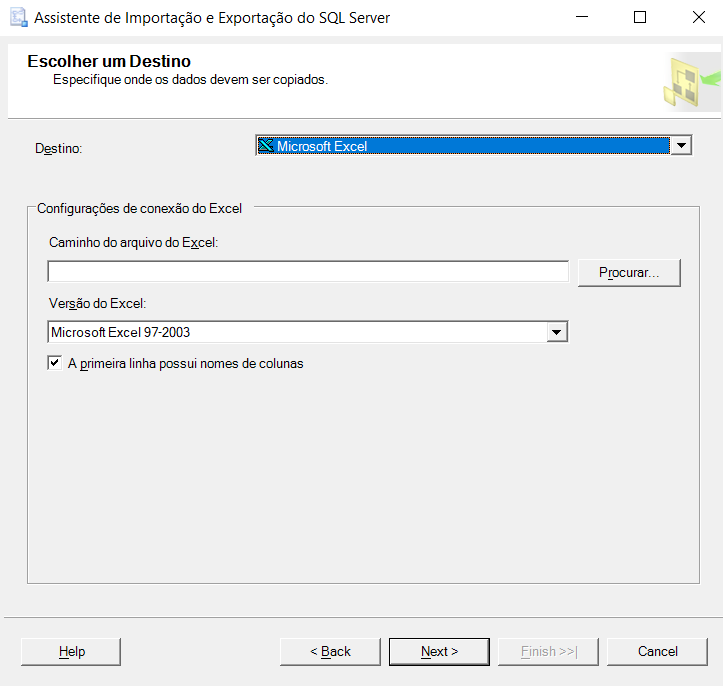 Assistente de Importação e Exportação do SQL Server
Escolher um Destino
Especifique onde os dados devem ser copiados.
Destino:
Microsoft Excel
Configurações de conexão do Excel
Caminho do arquivo do Excel:
Procurar...
Versão do Excel:
Microsoft Excel 97-2003
A primeira linha possui nomes de colunas
Help
< Back
Next >
Finish >>|
Cancel